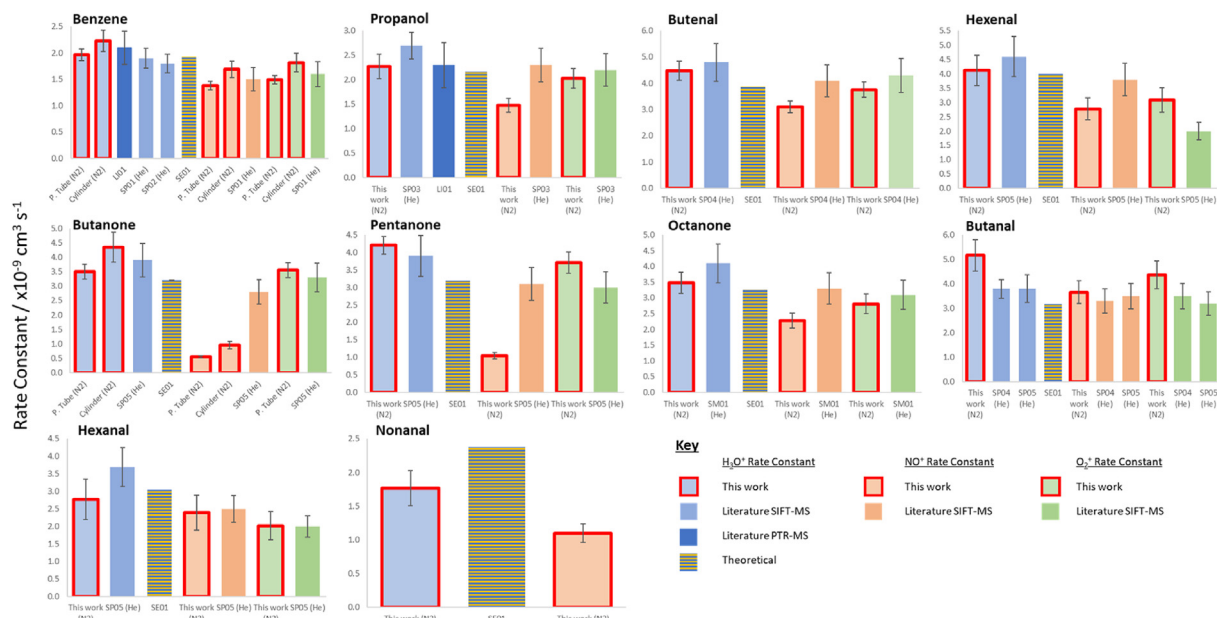 Rate Constant / x10⁻⁹ cm³ s⁻¹
Benzene
2.5
2.0
1.5
1.0
0.5
0.0
P. Tube (N2)
Cylinder (N2)
LI01
SP01 (He)
SP02 (He)
SE01
P. Tube (N2)
Cylinder (N2)
SP01 (He)
P. Tube (N2)
Cylinder (N2)
SP01 (He)
Propanol
3.0
2.5
2.0
1.5
1.0
0.5
0.0
This work (N2)
SP03 (He)
LI01
SE01
This work (N2)
SP03 (He)
This work (N2)
SP03 (He)
Butenal
6.0
5.0
4.0
3.0
2.0
1.0
0.0
This work (N2)
SP04 (He)
SE01
This work (N2)
SP04 (He)
This work (N2)
SP04 (He)
Hexenal
5.5
5.0
4.5
4.0
3.5
3.0
2.5
2.0
1.5
1.0
0.5
0.0
This work (N2)
SP05 (He)
SE01
This work (N2)
SP05 (He)
This work (N2)
SP05 (He)
Butanone
5.0
4.5
4.0
3.5
3.0
2.5
2.0
1.5
1.0
0.5
0.0
P. Tube (N2)
Cylinder (N2)
SP05 (He)
SE01
P. Tube (N2)
Cylinder (N2)
SP05 (He)
P. Tube (N2)
SP05 (He)
Pentanone
4.5
4.0
3.5
3.0
2.5
2.0
1.5
1.0
0.5
0.0
This work (N2)
SP05 (He)
SE01
This work (N2)
SP05 (He)
This work (N2)
SP05 (He)
Octanone
5.0
4.5
4.0
3.5
3.0
2.5
2.0
1.5
1.0
0.5
0.0
This work (N2)
SM01 (He)
SE01
This work (N2)
SM01 (He)
This work (N2)
SM01 (He)
Butanal
6.0
5.0
4.0
3.0
2.0
1.0
0.0
This work (N2)
SP04 (He)
SP05 (He)
SE01
This work (N2)
SP04 (He)
SP05 (He)
This work (N2)
SP04 (He)
SP05 (He)
Hexanal
4.5
4.0
3.5
3.0
2.5
2.0
1.5
1.0
0.5
0.0
This work (N2)
SP05 (He)
SE01
This work (N2)
SP05 (He)
This work (N2)
SP05 (He)
Nonanal
2.5
2.0
1.5
1.0
0.5
0.0
This work (N2)
SE01
This work (N2)
Key
H₃O⁺ Rate Constant
This work
Literature SIFT-MS
Literature PTR-MS
Theoretical
NO⁺ Rate Constant
This work
Literature SIFT-MS
O₂⁺ Rate Constant
This work
Literature SIFT-MS